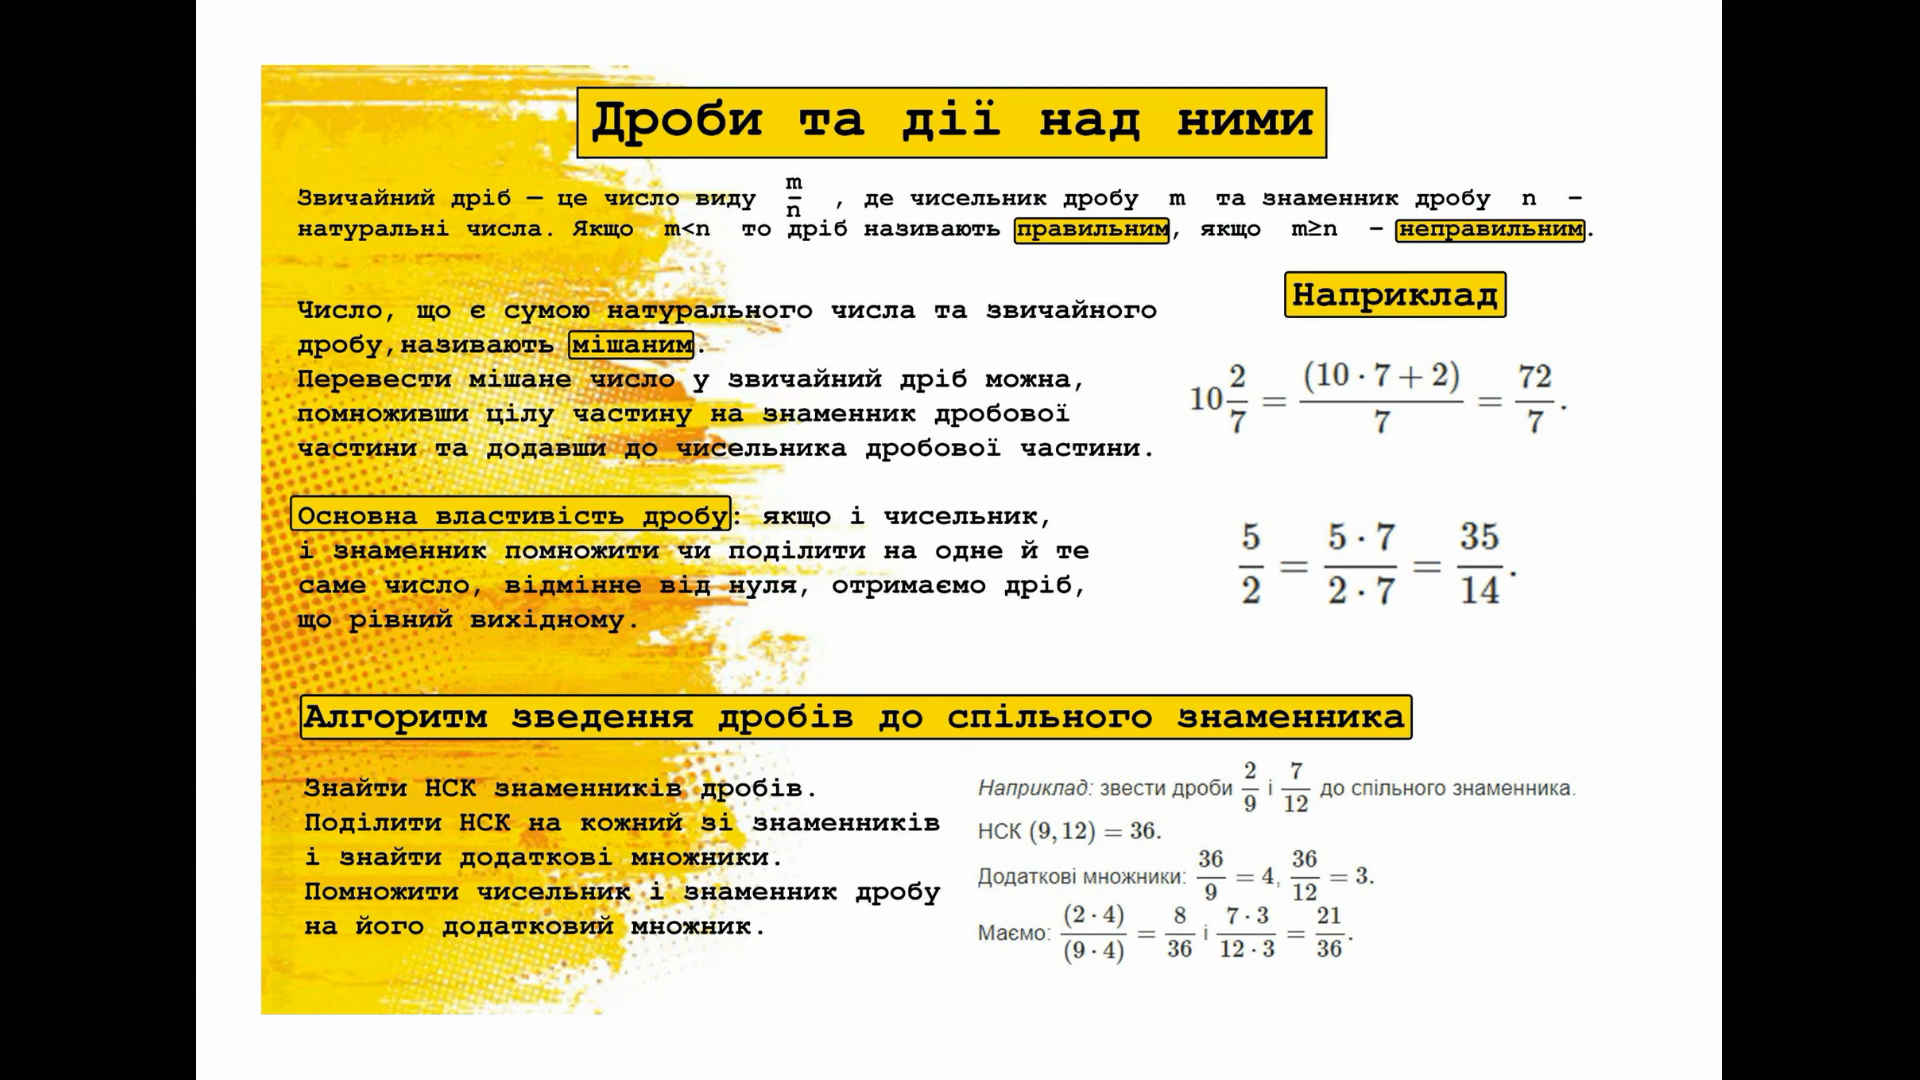 Дроби та дії над ними
Звичайний дріб — це число виду m/n , де чисельник дробу m та знаменник дробу n –
натуральні числа. Якщо m<n то дріб називають правильним, якщо m≥n – неправильним.
Наприклад
Число, що є сумою натурального числа та звичайного
дробу,називають мішаним.
Перевести мішане число у звичайний дріб можна,
помноживши цілу частину на знаменник дробової
частини та додавши до чисельника дробової частини.
10 2/7 = (10 · 7 + 2)/7 = 72/7.
Основна властивість дробу: якщо і чисельник,
і знаменник помножити чи поділити на одне й те
саме число, відмінне від нуля, отримаємо дріб,
що рівний вихідному.
5/2 = 5 · 7/2 · 7 = 35/14.
Алгоритм зведення дробів до спільного знаменника
Знайти НСК знаменників дробів.
Поділити НСК на кожний зі знаменників
і знайти додаткові множники.
Помножити чисельник і знаменник дробу
на його додатковий множник.
Наприклад: звести дроби 2/9 і 7/12 до спільного знаменника.
НСК (9, 12) = 36.
Додаткові множники: 36/9 = 4, 36/12 = 3.
Маємо: (2 · 4)/(9 · 4) = 8/36 і 7 · 3/12 · 3 = 21/36.